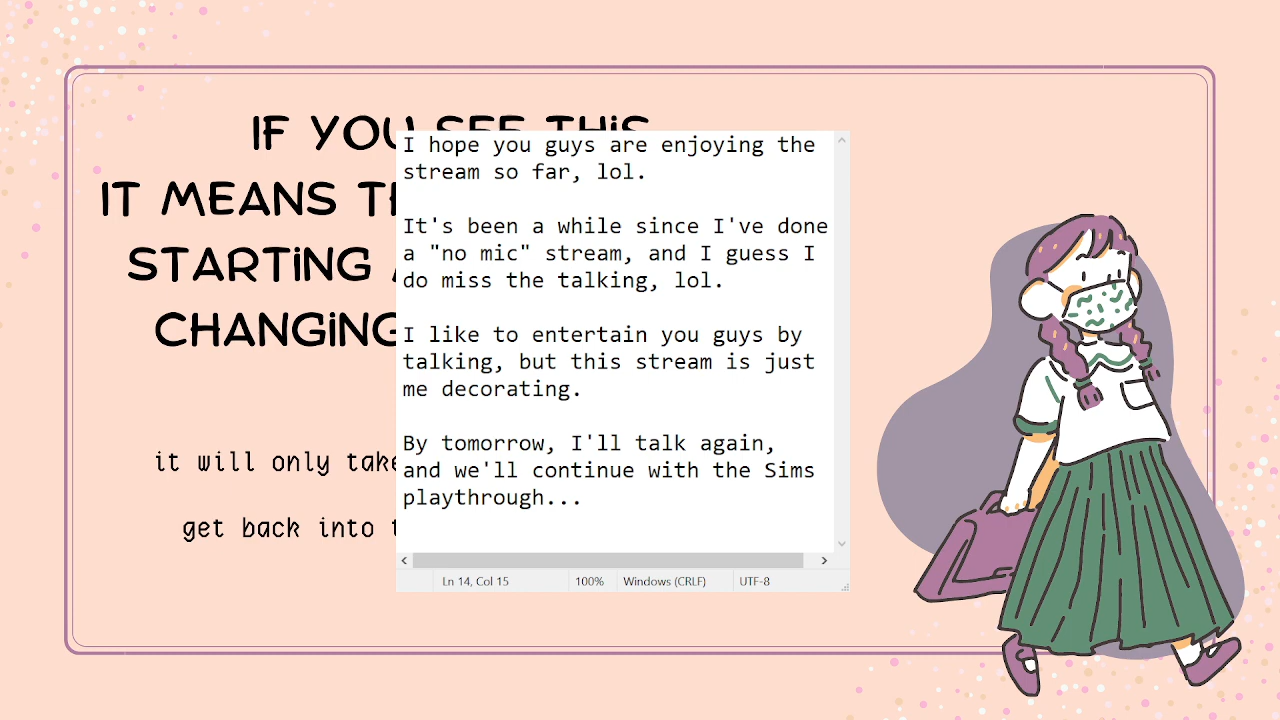 IF YOU SEE THIS
IT MEANS
STARTING
CHANGING
it will only take
get back into
I hope you guys are enjoying the
stream so far, lol.
It's been a while since I've done
a "no mic" stream, and I guess I
do miss the talking, lol.
I like to entertain you guys by
talking, but this stream is just
me decorating.
By tomorrow, I'll talk again,
and we'll continue with the Sims
playthrough...
Ln 14, Col 15 100% Windows (CRLF) UTF-8